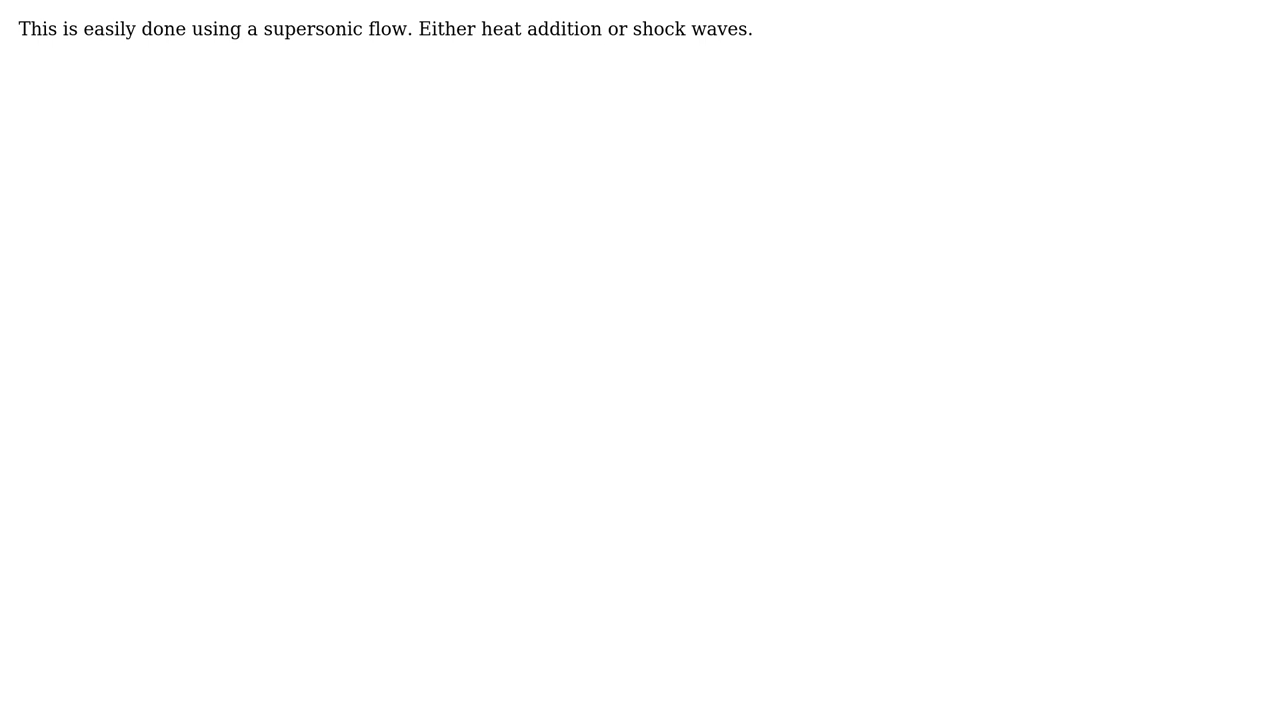 This is easily done using a supersonic flow. Either heat addition or shock waves.